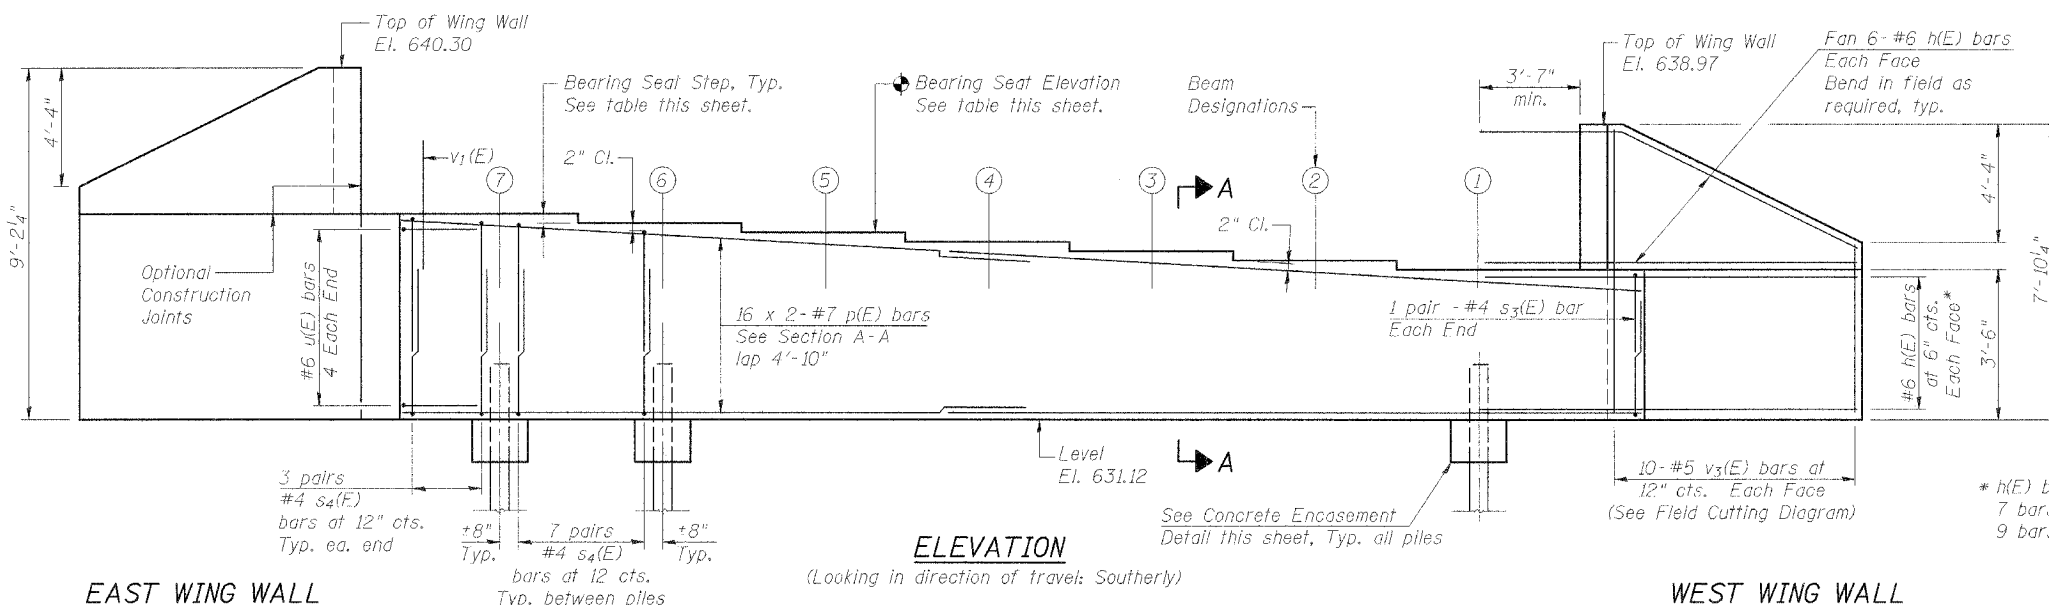 Top of Wing Wall
El. 640.30
Bearing Seat Step, Typ.
See table this sheet.
Bearing Seat Elevation
See table this sheet.
Beam
Designations
3'-7"
min.
Top of Wing Wall
El. 638.97
Fan 6-#6 h(E) bars
Each Face
Bend in field as
required, typ.
4'-4"
9'-2¼"
v1(E)
2" Cl.
7
6
5
4
3
2
1
A
2" Cl.
4'-4"
7'-10¼"
Optional
Construction
Joints
#6 u(E) bars
4 Each End
16 x 2-#7 p(E) bars
See Section A-A
lap 4'-10"
1 pair - #4 s3(E) bar
Each End
#6 h(E) bars
at 6" cts.
Each Face*
3'-6"
3 pairs
#4 s4(E)
bars at 12" cts.
Typ. ea. end
±8"
Typ.
7 pairs
#4 s4(E)
bars at 12 cts.
Typ. between piles
±8"
Typ.
Level
El. 631.12
A
See Concrete Encasement
Detail this sheet, Typ. all piles
10-#5 v3(E) bars at
12" cts. Each Face
(See Field Cutting Diagram)
* h(E) b
7 bar
9 bars
ELEVATION
(Looking in direction of travel: Southerly)
EAST WING WALL
WEST WING WALL